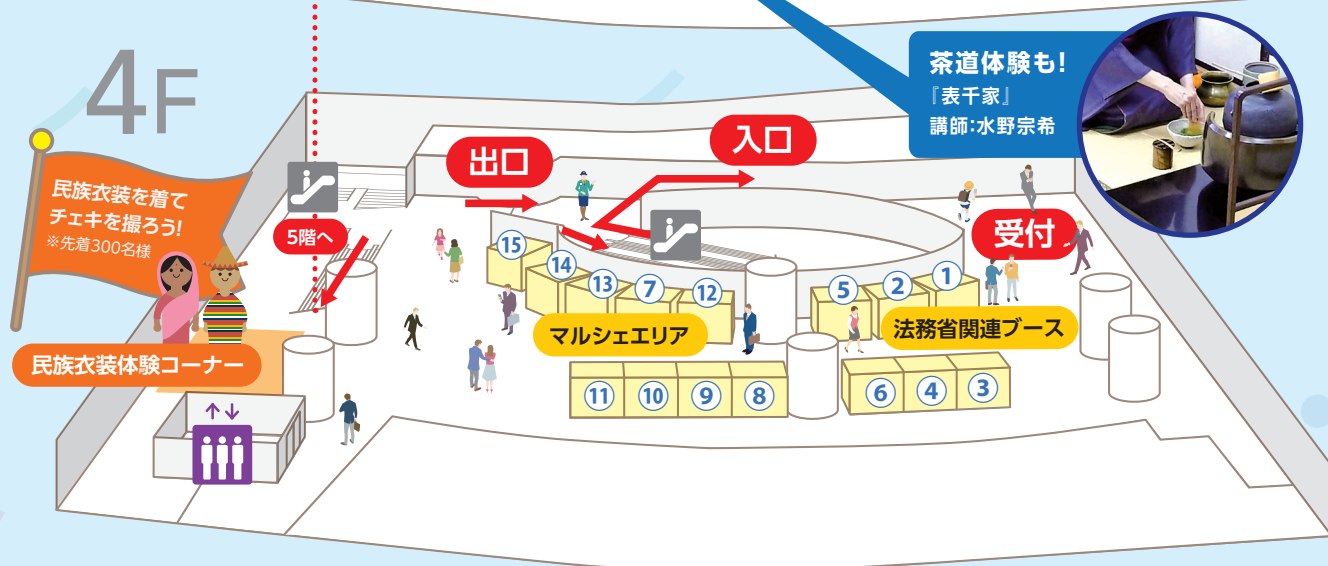 4F
茶道体験も!
『表千家』
講師:水野宗希
民族衣装を着て
チェキを撮ろう!
※先着300名様
出口
入口
5階へ
受付
15
14
13
7
12
5
2
1
マルシェエリア
法務省関連ブース
民族衣装体験コーナー
11
10
9
8
6
4
3